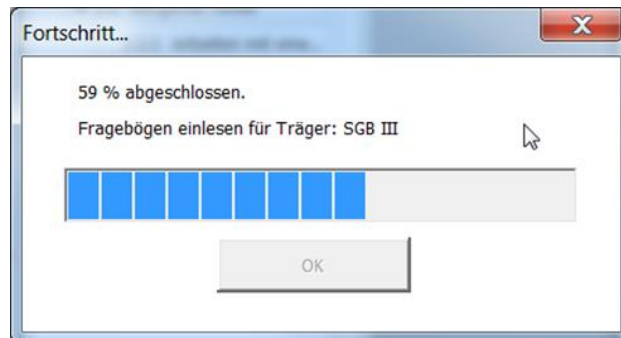 Fortschritt...
59 % abgeschlossen.
Fragebögen einlesen für Träger: SGB III
OK